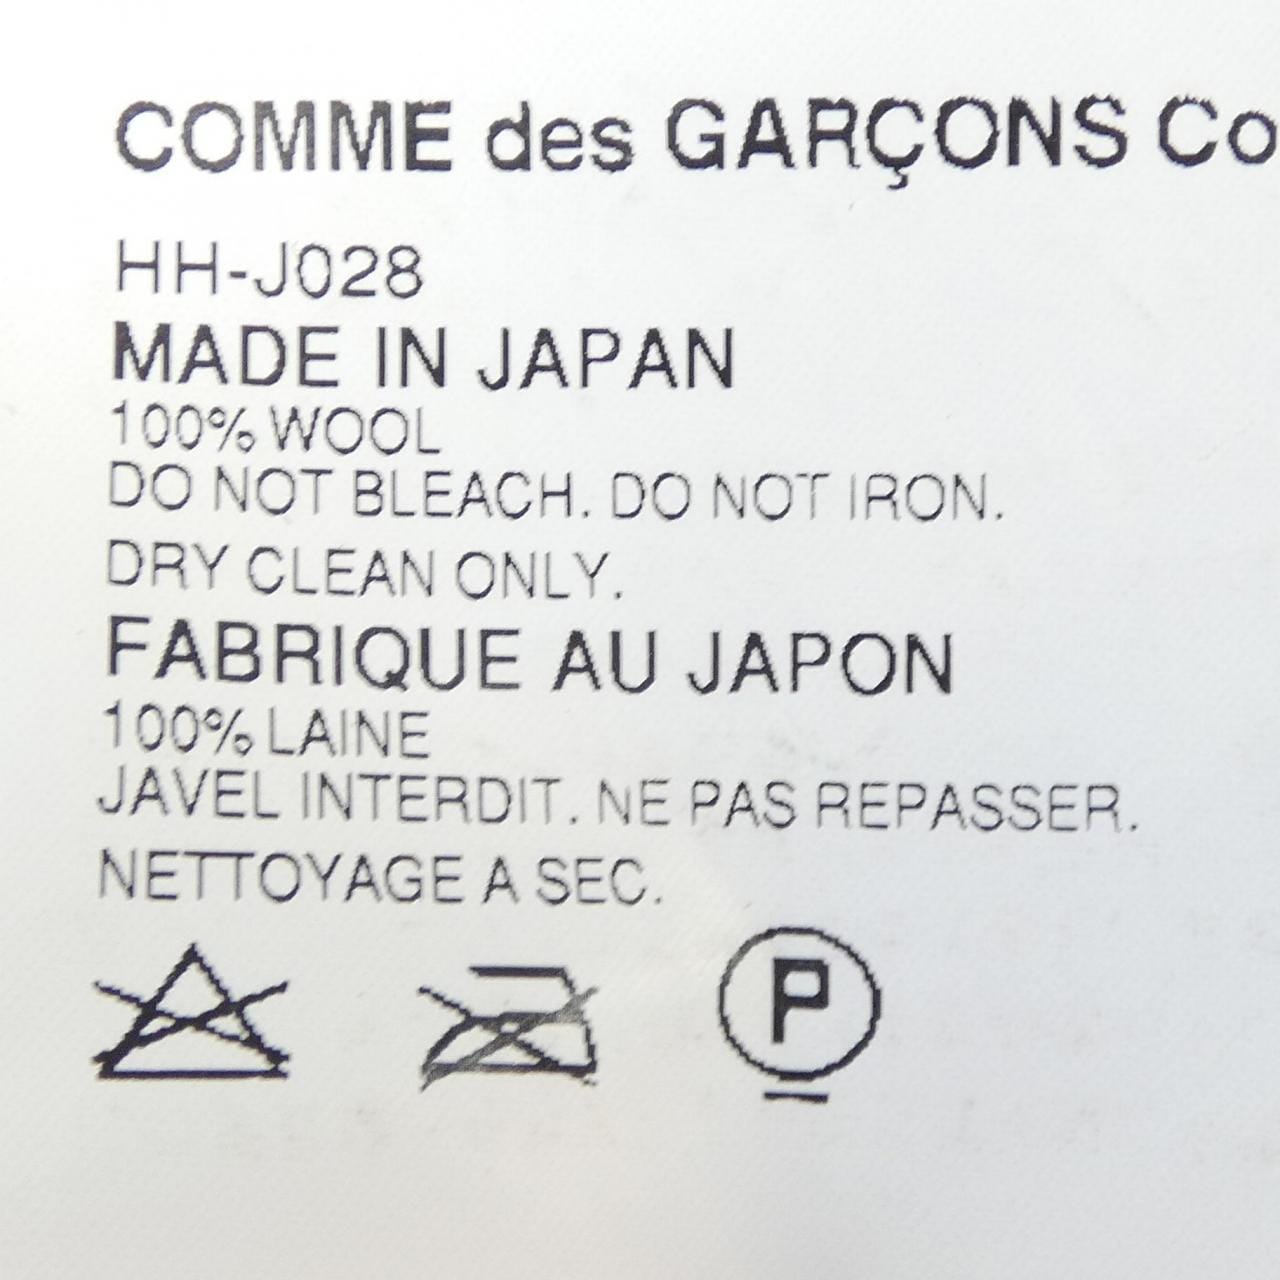 COMME des GARÇONS Co
HH-J028
MADE IN JAPAN
100% WOOL
DO NOT BLEACH. DO NOT IRON.
DRY CLEAN ONLY.
FABRIQUE AU JAPON
100% LAINE
JAVEL INTERDIT. NE PAS REPASSER.
NETTOYAGE A SEC.
P